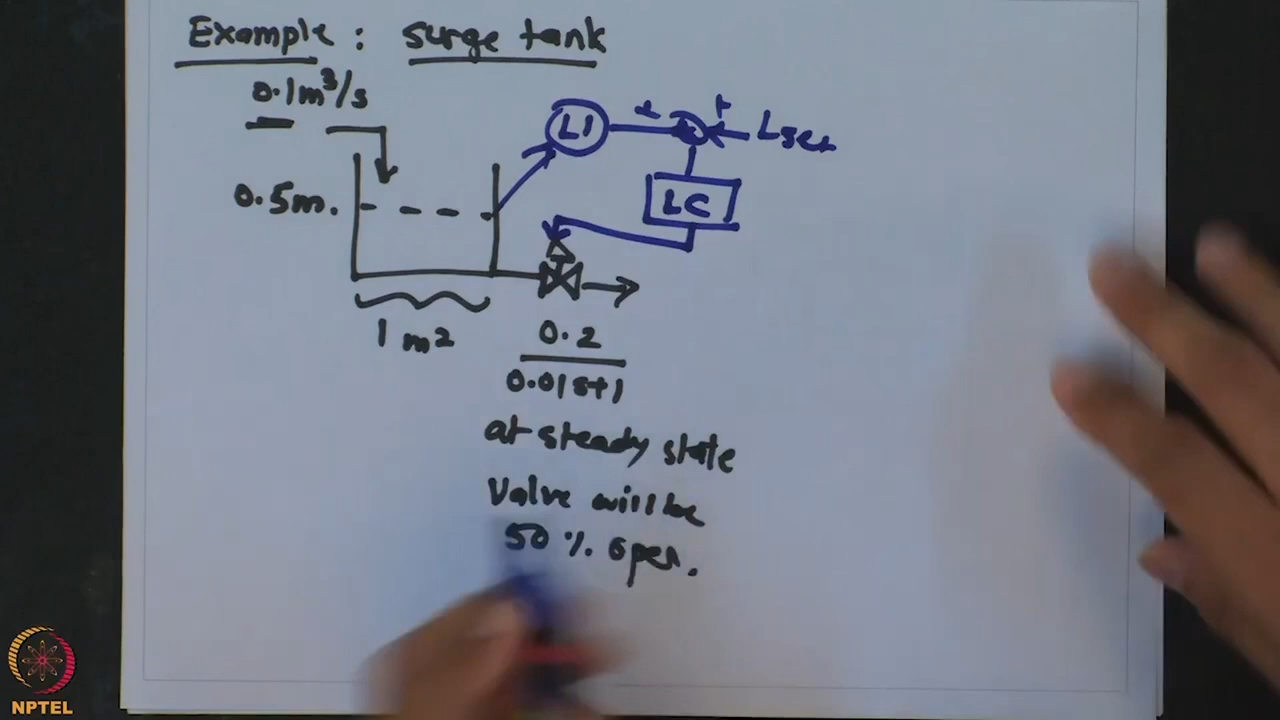 Example: surge tank
0.1m³/s
LI
- +
Lset
0.5m.
LC
1 m2
0.2
0.01s+1
at steady state
Valve will be
50 % open.
NPTEL